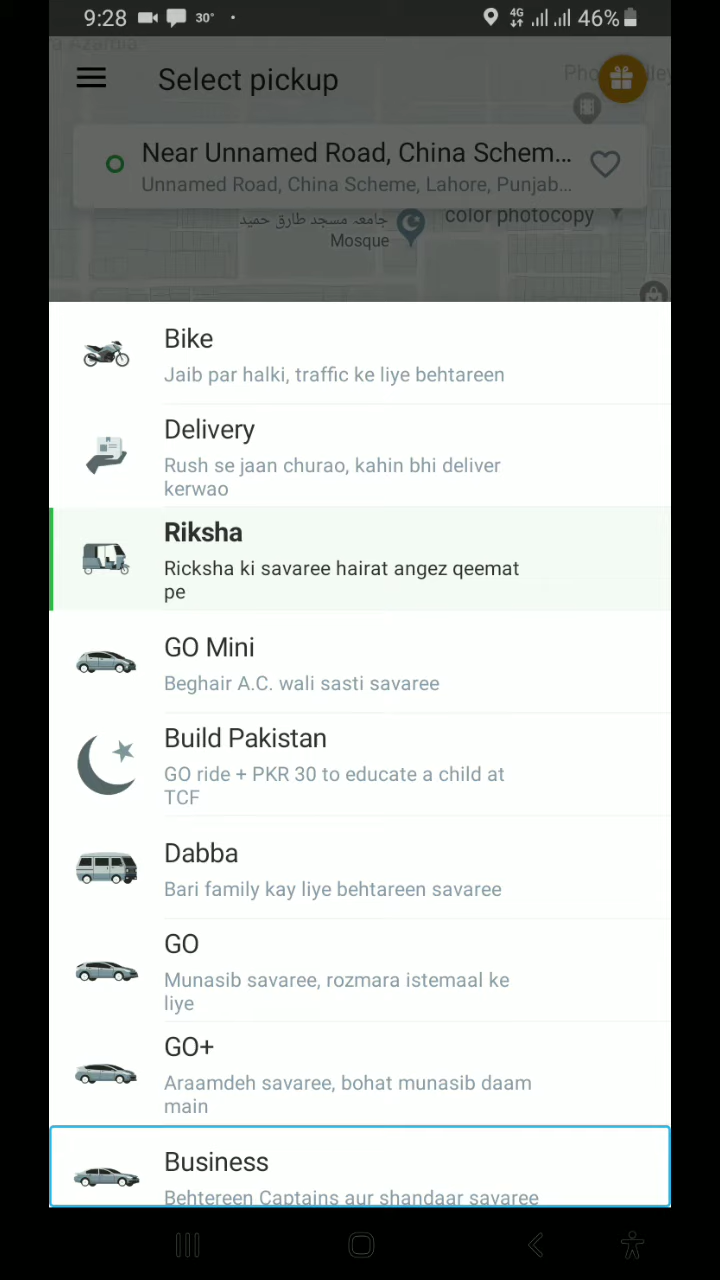 9:28 30° 4G 46%
Select pickup
Near Unnamed Road, China Schem...
Unnamed Road, China Scheme, Lahore, Punjab...
جامعہ مسجد طارق حمید
Mosque
color photocopy
Bike
Jaib par halki, traffic ke liye behtareen
Delivery
Rush se jaan churao, kahin bhi deliver
kerwao
Riksha
Ricksha ki savaree hairat angez qeemat
pe
GO Mini
Beghair A.C. wali sasti savaree
Build Pakistan
GO ride + PKR 30 to educate a child at
TCF
Dabba
Bari family kay liye behtareen savaree
GO
Munasib savaree, rozmara istemaal ke
liye
GO+
Araamdeh savaree, bohat munasib daam
main
Business
Behtereen Captains aur shandaar savaree